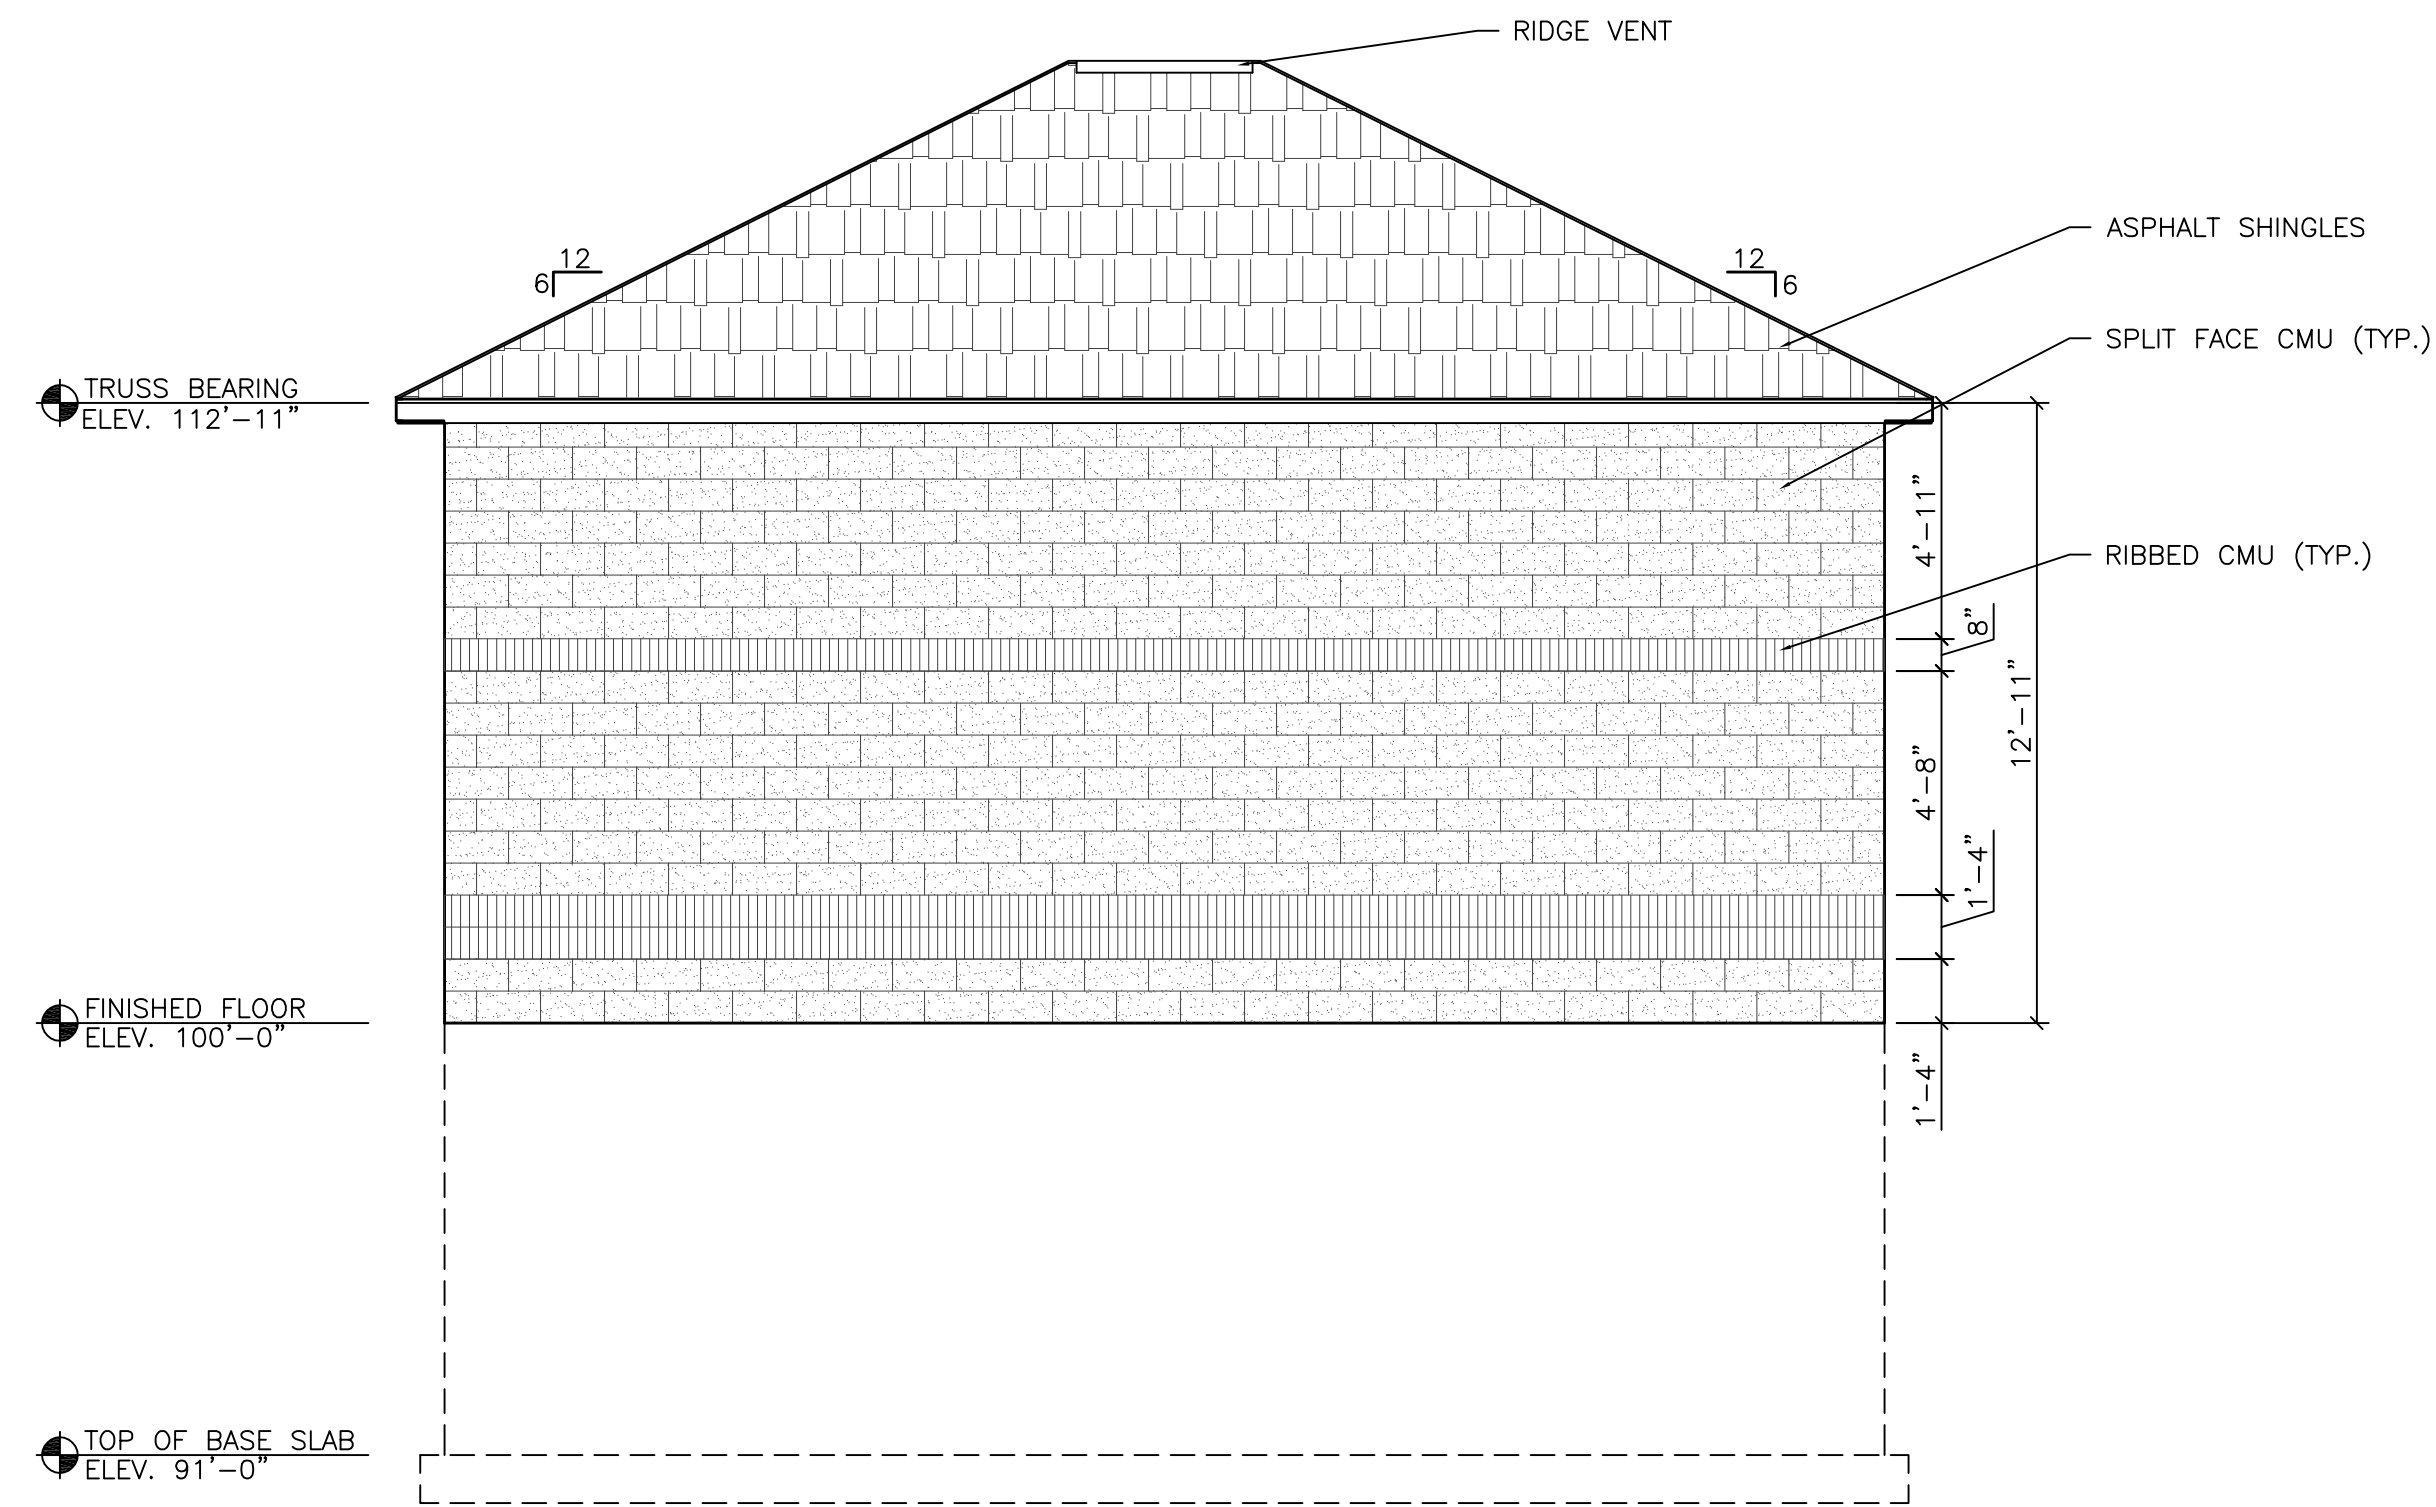 RIDGE VENT
ASPHALT SHINGLES
12
6
12
6
SPLIT FACE CMU (TYP.)
TRUSS BEARING
ELEV. 112'-11"
4'-11"
RIBBED CMU (TYP.)
8"
12'-11"
4'-8"
1'-4"
FINISHED FLOOR
ELEV. 100'-0"
1'-4"
TOP OF BASE SLAB
ELEV. 91'-0"